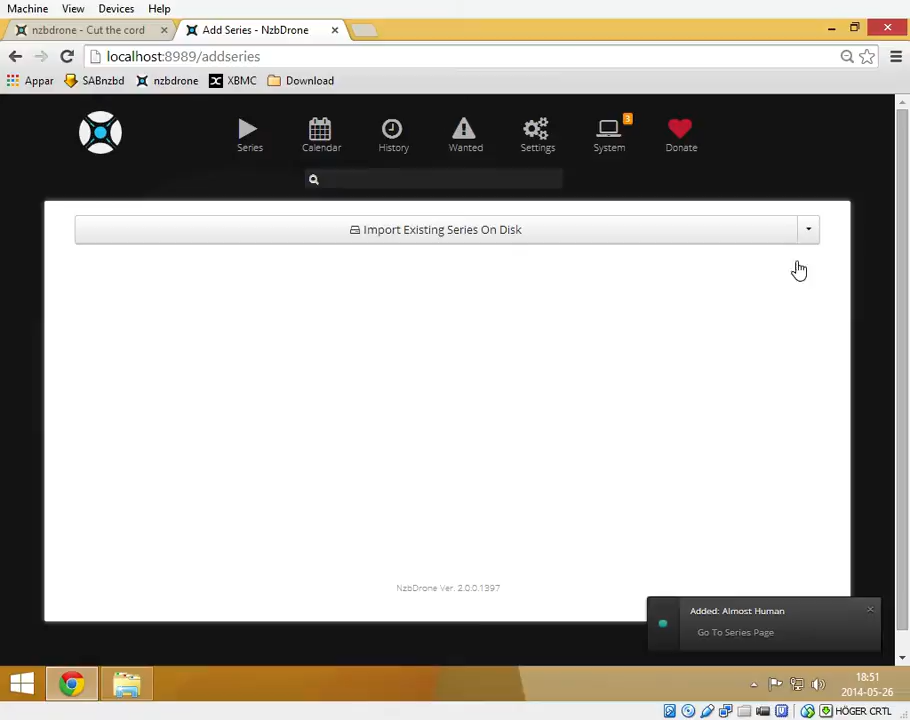 Machine View Devices Help
nzbdrone - Cut the cord
Add Series - NzbDrone
localhost:8989/addseries
Appar SABnzbd nzbdrone XBMC Download
Series Calendar History Wanted Settings 3 System Donate
Import Existing Series On Disk
NzbDrone Ver. 2.0.0.1397
Added: Almost Human
Go To Series Page
18:51
2014-05-26
HÖGER CRTL